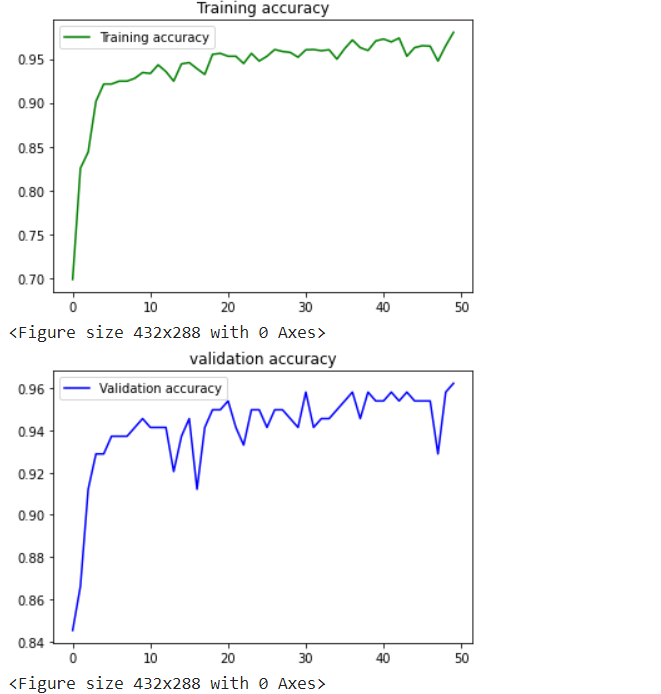 Training accuracy
Training accuracy
0.95
0.90
0.85
0.80
0.75
0.70
0 10 20 30 40 50
<Figure size 432x288 with 0 Axes>
validation accuracy
Validation accuracy
0.96
0.94
0.92
0.90
0.88
0.86
0.84
0 10 20 30 40 50
<Figure size 432x288 with 0 Axes>